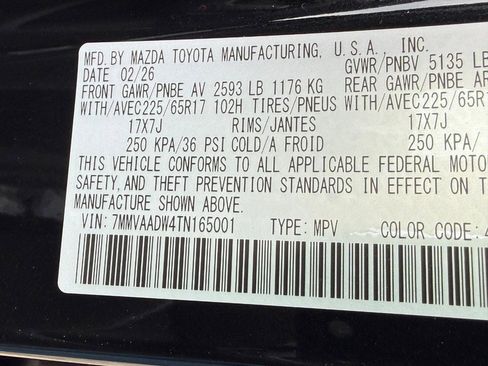 MFD. BY MAZDA TOYOTA MANUFACTURING, U.S.A., INC.
DATE 02/26 GVWR/PNBV 5135 LB
FRONT GAWR/PNBE AV 2593 LB 1176 KG REAR GAWR/PNBE AR
WITH/AVEC225/65R17 102H TIRES/PNEUS WITH/AVEC225/65R17
17X7J RIMS/JANTES 17X7J
250 KPA/36 PSI COLD/A FROID 250 KPA/
THIS VEHICLE CONFORMS TO ALL APPLICABLE FEDERAL MOTOR
SAFETY, AND THEFT PREVENTION STANDARDS IN EFFECT ON
MANUFACTURE SHOWN ABOVE.
VIN: 7MMVAADW4TN165001 TYPE: MPV COLOR CODE: